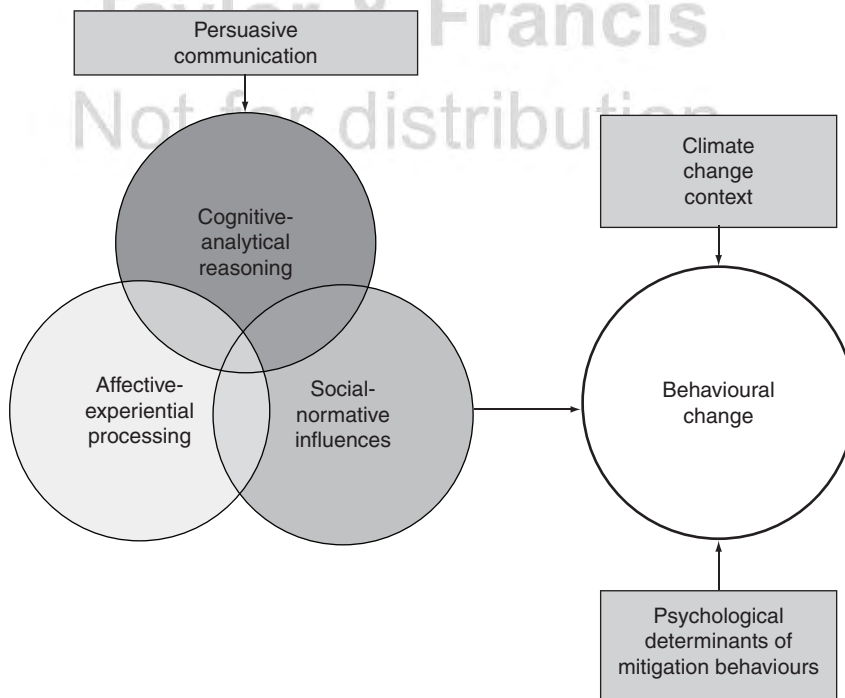 Taylor & Francis
Not for distribution
Persuasive
communication
Cognitive-
analytical
reasoning
Affective-
experiential
processing
Social-
normative
influences
Climate
change
context
Behavioural
change
Psychological
determinants of
mitigation behaviours